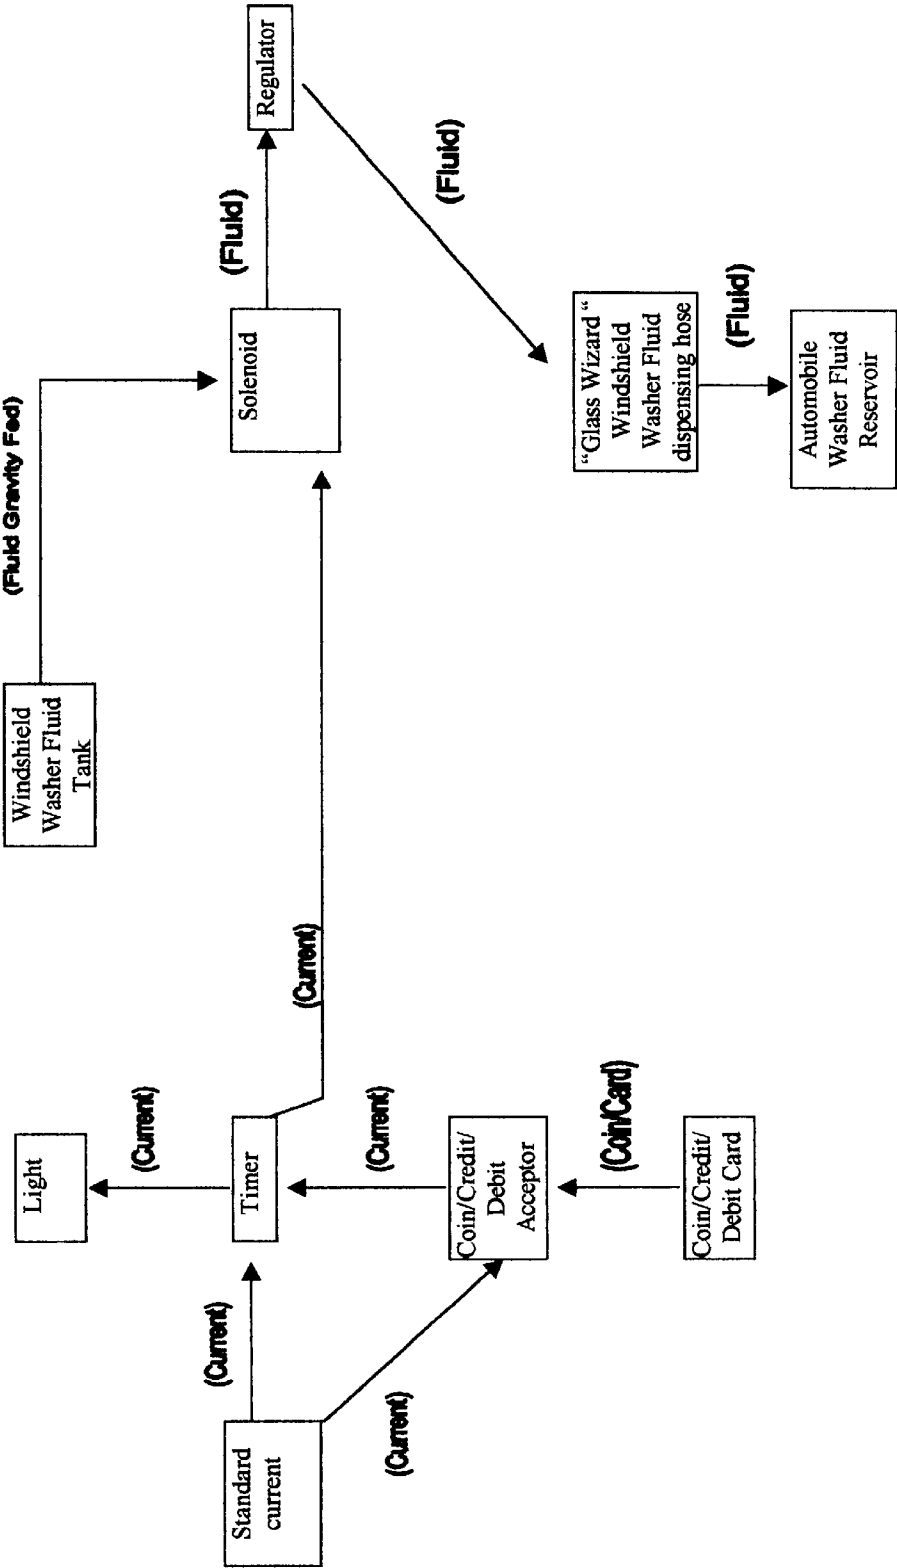 Light
(Current)
Windshield
Washer Fluid
Tank
(Fluid Gravity Fed)
Standard
current
(Current)
Timer
(Current)
Solenoid
(Fluid)
Regulator
(Current)
(Current)
Coin/Credit/
Debit
Acceptor
(Fluid)
(Coin/Card)
Coin/Credit/
Debit Card
“Glass Wizard “
Windshield
Washer Fluid
dispensing hose
(Fluid)
Automobile
Washer Fluid
Reservoir